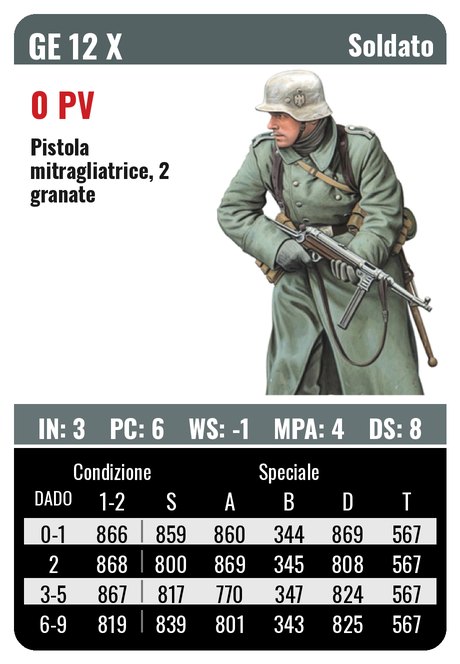 GE 12 X Soldato
0 PV
Pistola
mitragliatrice, 2
granate
IN: 3 PC: 6 WS: -1 MPA: 4 DS: 8
Condizione Speciale
DADO 1-2 S A B D T
0-1 866 859 860 344 869 567
2 868 800 869 345 808 567
3-5 867 817 770 347 824 567
6-9 819 839 801 343 825 567